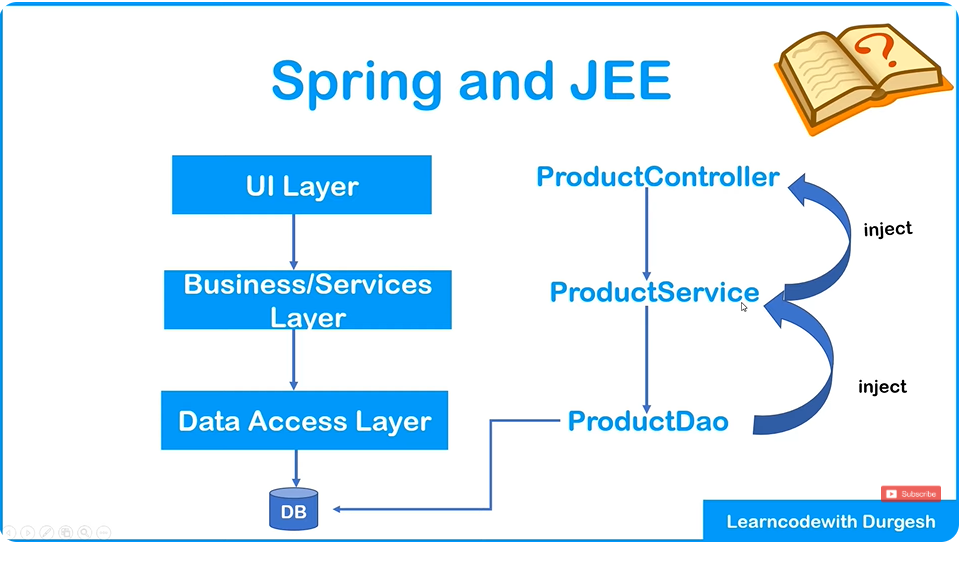 Spring and JEE
UI Layer
ProductController
inject
Business/Services
Layer
ProductService
inject
Data Access Layer
ProductDao
DB
Subscribe
Learncodewith Durgesh